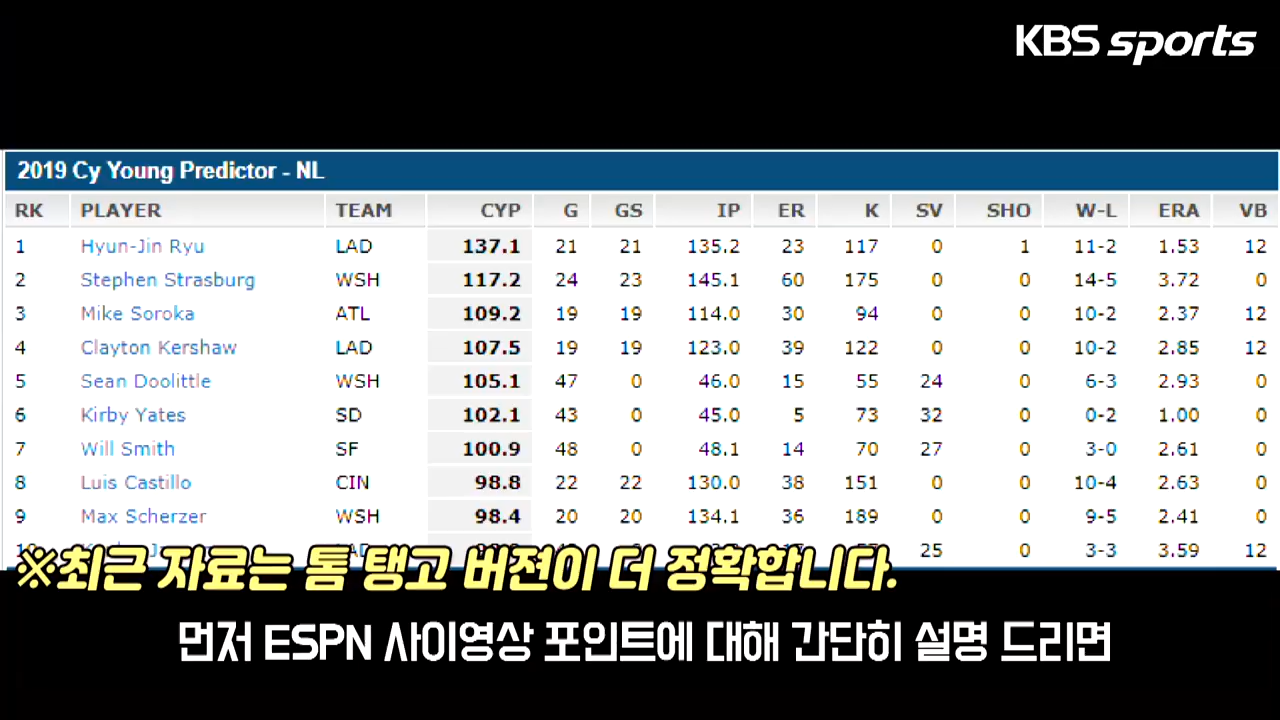 KBS sports
2019 Cy Young Predictor - NL
RK PLAYER TEAM CYP G GS IP ER K SV SHO W-L ERA VB
1 Hyun-Jin Ryu LAD 137.1 21 21 135.2 23 117 0 1 11-2 1.53 12
2 Stephen Strasburg WSH 117.2 24 23 145.1 60 175 0 0 14-5 3.72 0
3 Mike Soroka ATL 109.2 19 19 114.0 30 94 0 0 10-2 2.37 12
4 Clayton Kershaw LAD 107.5 19 19 123.0 39 122 0 0 10-2 2.85 12
5 Sean Doolittle WSH 105.1 47 0 46.0 15 55 24 0 6-3 2.93 0
6 Kirby Yates SD 102.1 43 0 45.0 5 73 32 0 0-2 1.00 0
7 Will Smith SF 100.9 48 0 48.1 14 70 27 0 3-0 2.61 0
8 Luis Castillo CIN 98.8 22 22 130.0 38 151 0 0 10-4 2.63 0
9 Max Scherzer WSH 98.4 20 20 134.1 36 189 0 0 9-5 2.41 0
25 0 3-3 3.59 12
※최근 자료는 톰 탱고 버젼이 더 정확합니다.
먼저 ESPN 사이영상 포인트에 대해 간단히 설명 드리면